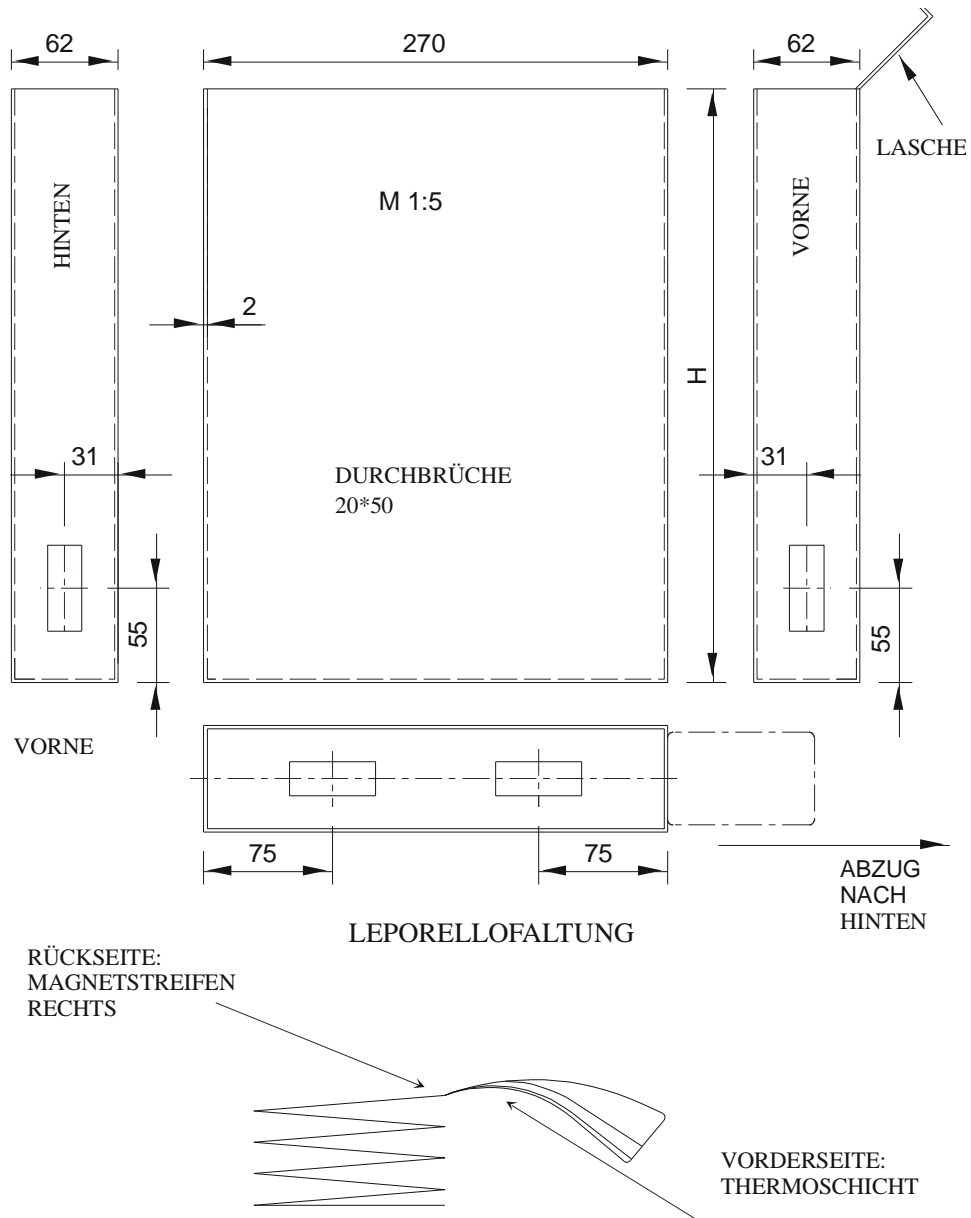 62
270
62
LASCHE
HINTEN
M 1:5
VORNE
2
H
31
DURCHBRÜCHE
20*50
31
55
55
VORNE
75
75
ABZUG
NACH
HINTEN
LEPORELLOFALTUNG
RÜCKSEITE:
MAGNETSTREIFEN
RECHTS
VORDERSEITE:
THERMOSCHICHT